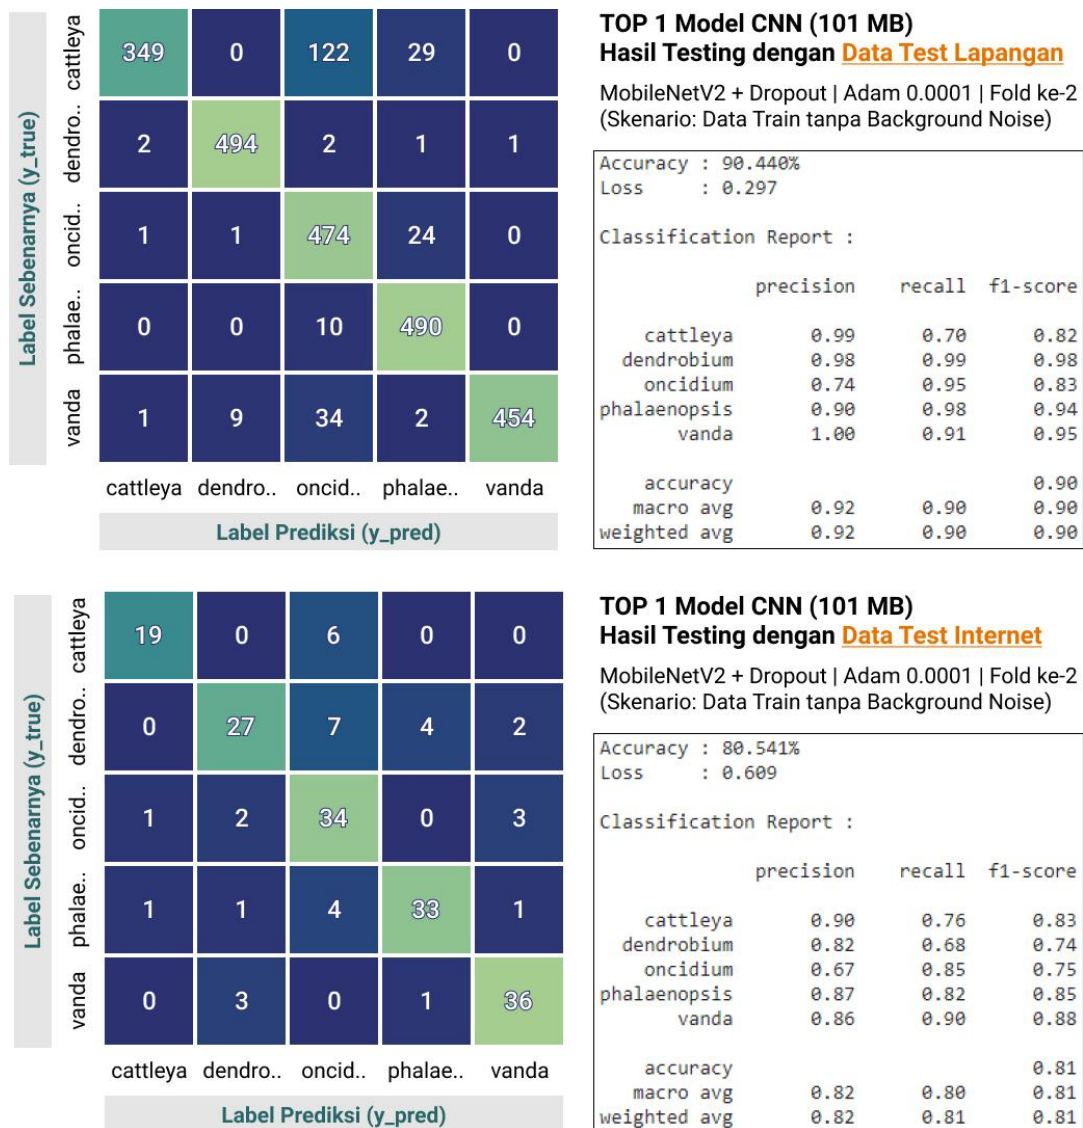 Label Sebenarnya (y_true)
cattleya 349 0 122 29 0
dendro.. 2 494 2 1 1
oncid.. 1 1 474 24 0
phalae.. 0 0 10 490 0
vanda 1 9 34 2 454
cattleya dendro.. oncid.. phalae.. vanda
Label Prediksi (y_pred)
TOP 1 Model CNN (101 MB)
Hasil Testing dengan Data Test Lapangan
MobileNetV2 + Dropout | Adam 0.0001 | Fold ke-2
(Skenario: Data Train tanpa Background Noise)
Accuracy : 90.440%
Loss : 0.297
Classification Report :
precision recall f1-score
cattleya 0.99 0.70 0.82
dendrobium 0.98 0.99 0.98
oncidium 0.74 0.95 0.83
phalaenopsis 0.90 0.98 0.94
vanda 1.00 0.91 0.95
accuracy 0.90
macro avg 0.92 0.90 0.90
weighted avg 0.92 0.90 0.90
Label Sebenarnya (y_true)
cattleya 19 0 6 0 0
dendro.. 0 27 7 4 2
oncid.. 1 2 34 0 3
phalae.. 1 1 4 33 1
vanda 0 3 0 1 36
cattleya dendro.. oncid.. phalae.. vanda
Label Prediksi (y_pred)
TOP 1 Model CNN (101 MB)
Hasil Testing dengan Data Test Internet
MobileNetV2 + Dropout | Adam 0.0001 | Fold ke-2
(Skenario: Data Train tanpa Background Noise)
Accuracy : 80.541%
Loss : 0.609
Classification Report :
precision recall f1-score
cattleya 0.90 0.76 0.83
dendrobium 0.82 0.68 0.74
oncidium 0.67 0.85 0.75
phalaenopsis 0.87 0.82 0.85
vanda 0.86 0.90 0.88
accuracy 0.81
macro avg 0.82 0.80 0.81
weighted avg 0.82 0.81 0.81